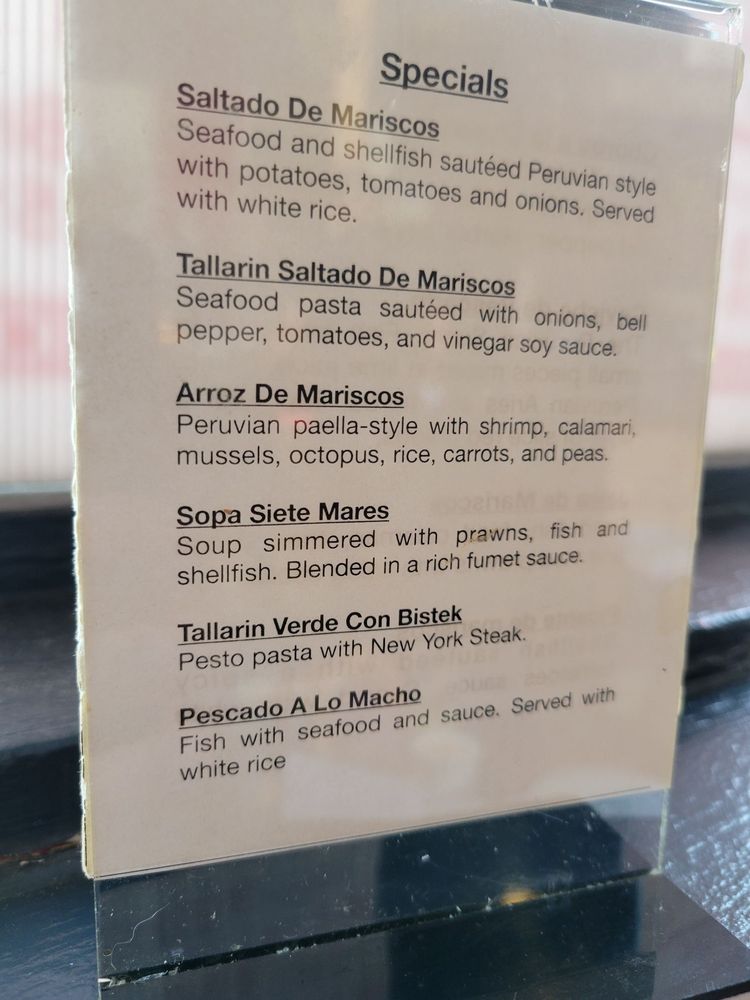 Specials
Saltado De Mariscos
Seafood and shellfish sautéed Peruvian style
with potatoes, tomatoes and onions. Served
with white rice.
Tallarin Saltado De Mariscos
Seafood pasta sautéed with onions, bell
pepper, tomatoes, and vinegar soy sauce.
Arroz De Mariscos
Peruvian paella-style with shrimp, calamari,
mussels, octopus, rice, carrots, and peas.
Sopa Siete Mares
Soup simmered with prawns, fish and
shellfish. Blended in a rich fumet sauce.
Tallarin Verde Con Bistek
Pesto pasta with New York Steak.
Pescado A Lo Macho
Fish with seafood and sauce. Served with
white rice